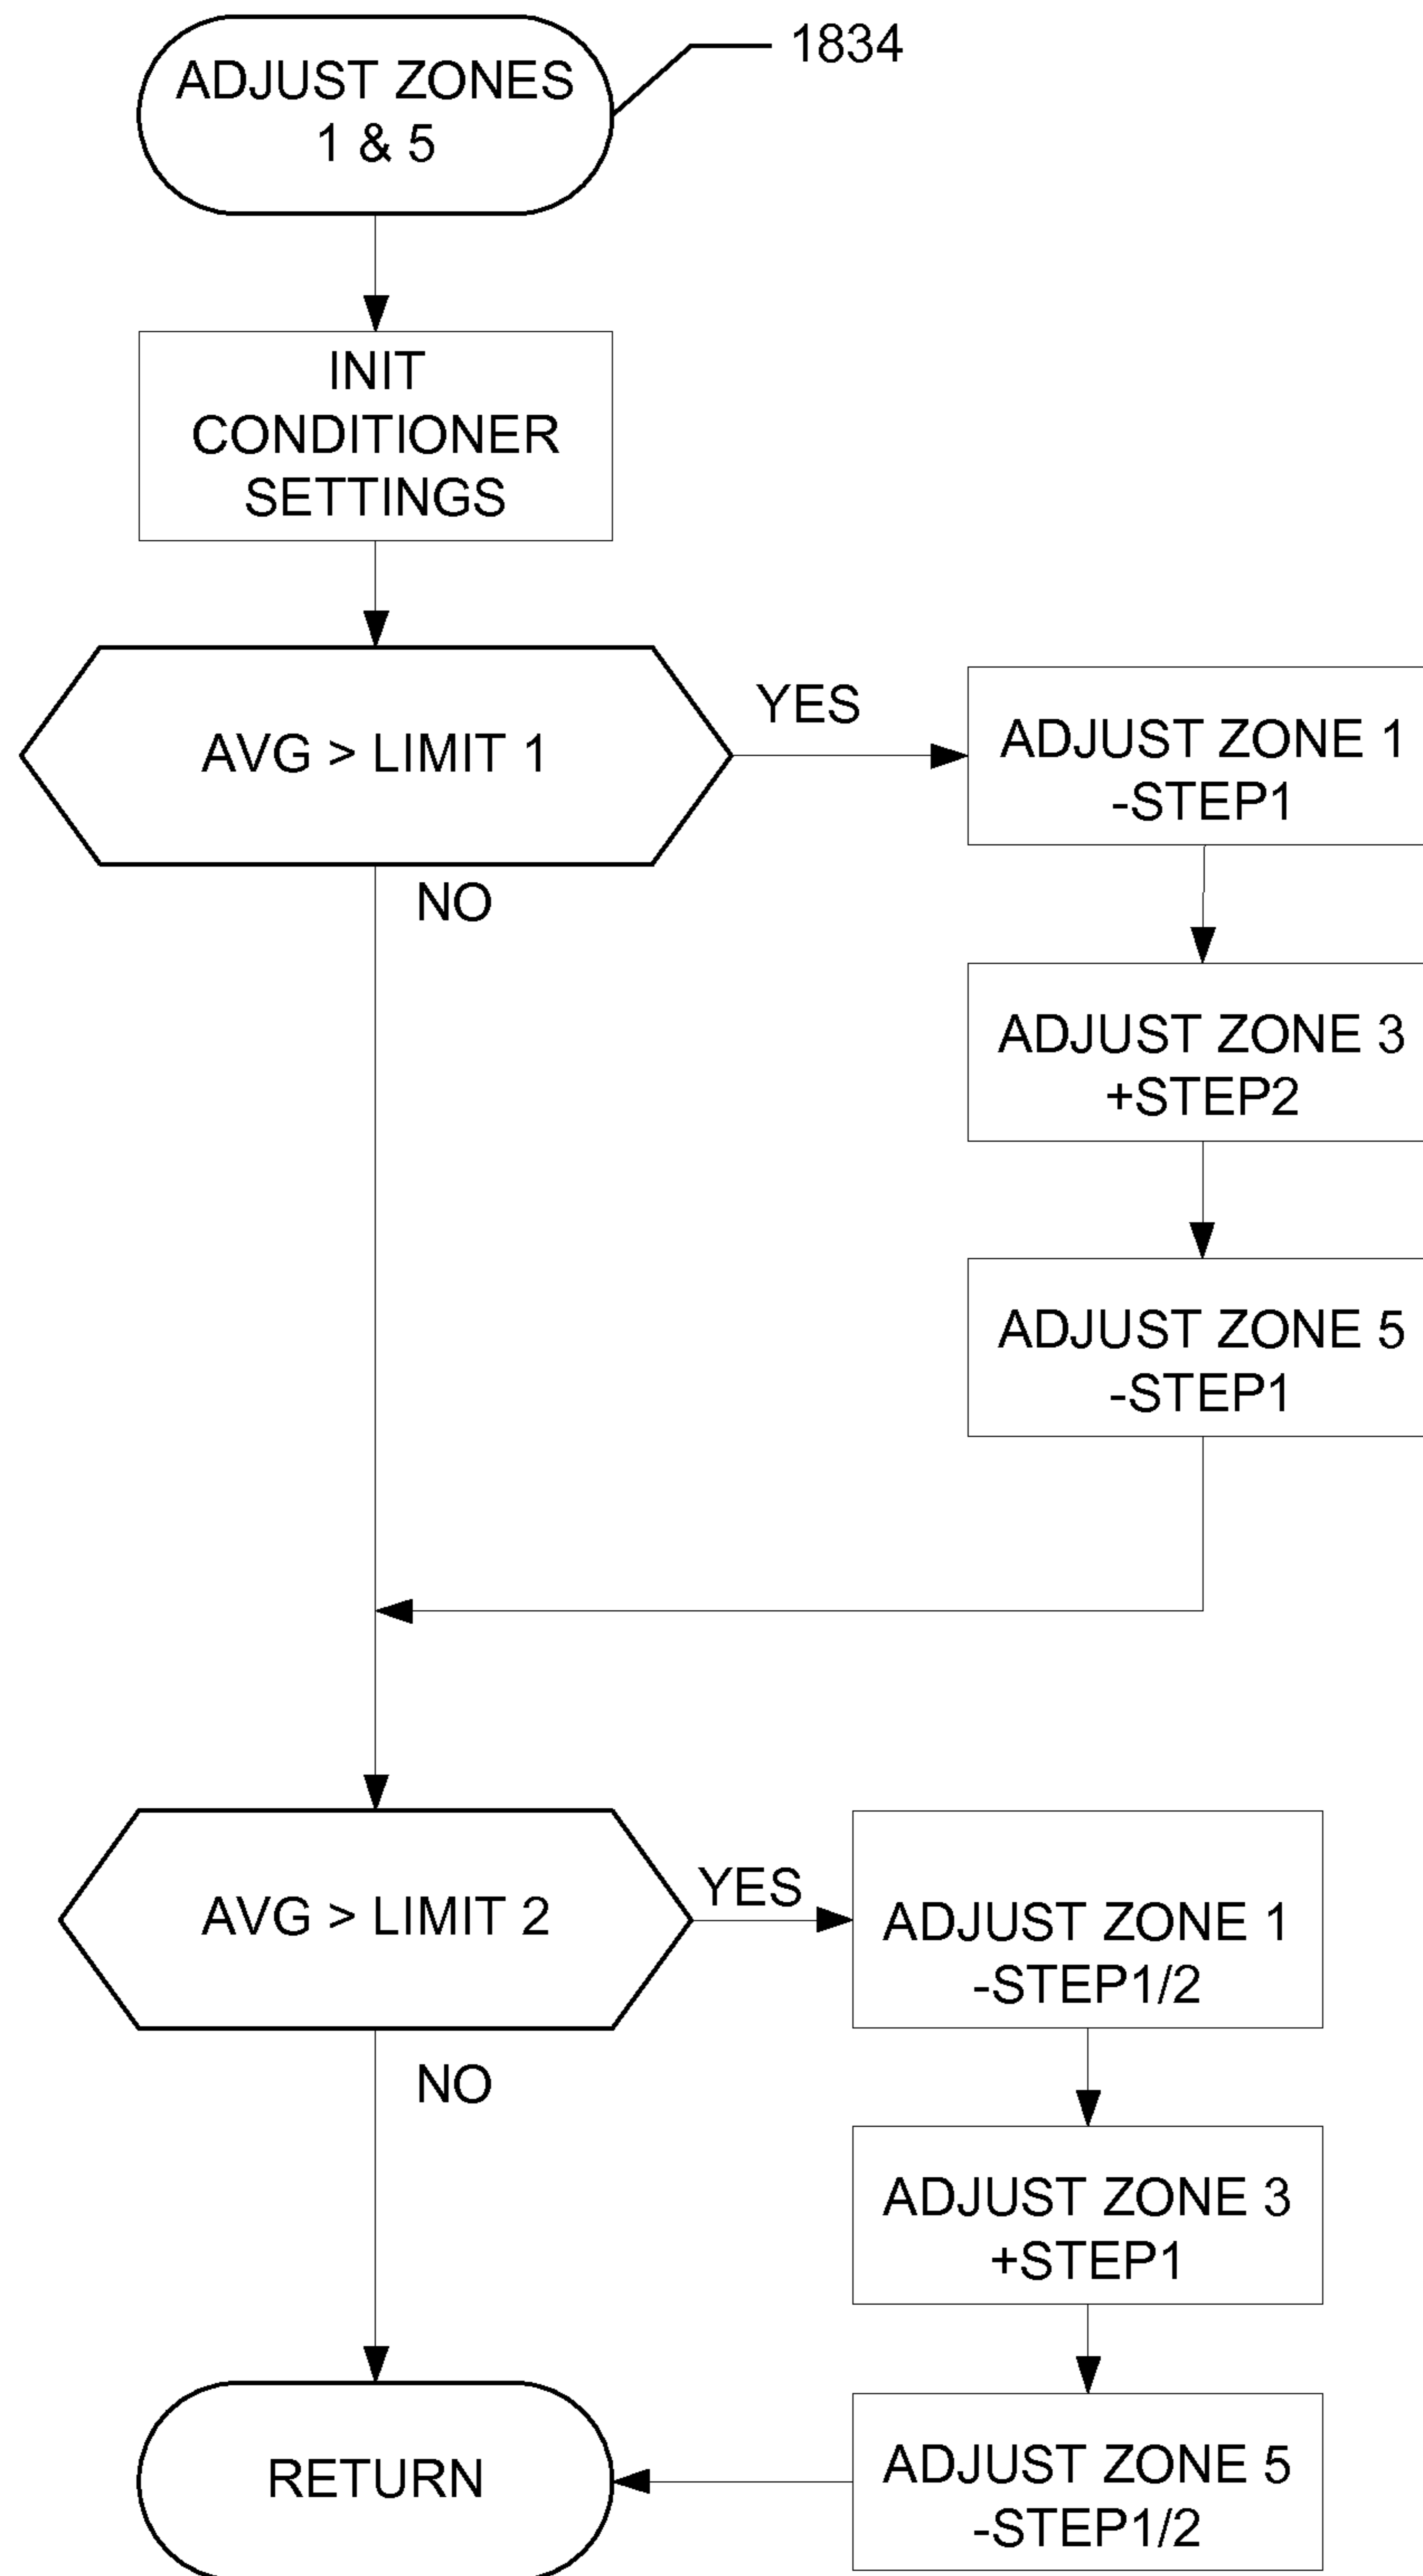 ADJUST ZONES
1 & 5
1834
INIT
CONDITIONER
SETTINGS
AVG > LIMIT 1
YES
NO
ADJUST ZONE 1
-STEP1
ADJUST ZONE 3
+STEP2
ADJUST ZONE 5
-STEP1
AVG > LIMIT 2
YES
NO
ADJUST ZONE 1
-STEP1/2
ADJUST ZONE 3
+STEP1
ADJUST ZONE 5
-STEP1/2
RETURN